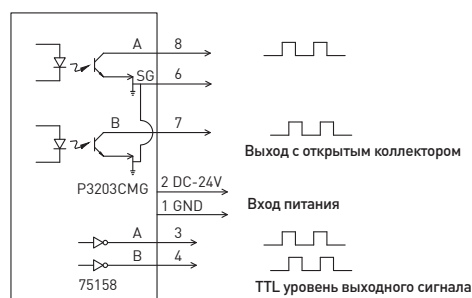 A 8
SG 6
B 7
Выход с открытым коллектором
P3203CMG 2 DC-24V
1 GND Вход питания
A 3
B 4
75158 TTL уровень выходного сигнала